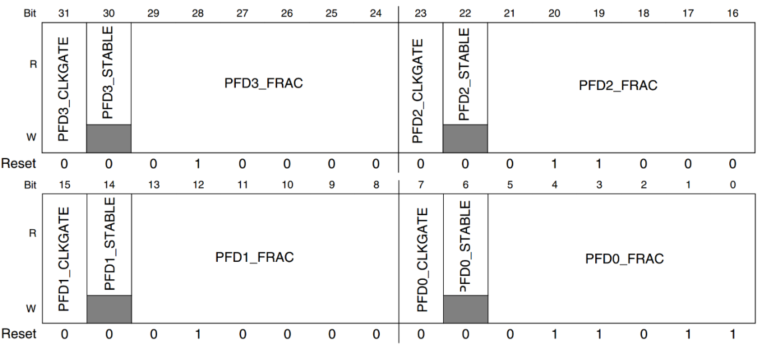 Bit 31 30 29 28 27 26 25 24 23 22 21 20 19 18 17 16
R PFD3_CLKGATE PFD3_STABLE PFD3_FRAC PFD2_CLKGATE PFD2_STABLE PFD2_FRAC
W
Reset 0 0 0 1 0 0 0 0 0 0 0 1 1 0 0 0
Bit 15 14 13 12 11 10 9 8 7 6 5 4 3 2 1 0
R PFD1_CLKGATE PFD1_STABLE PFD1_FRAC PFD0_CLKGATE PFD0_STABLE PFD0_FRAC
W
Reset 0 0 0 1 0 0 0 0 0 0 0 1 1 0 1 1